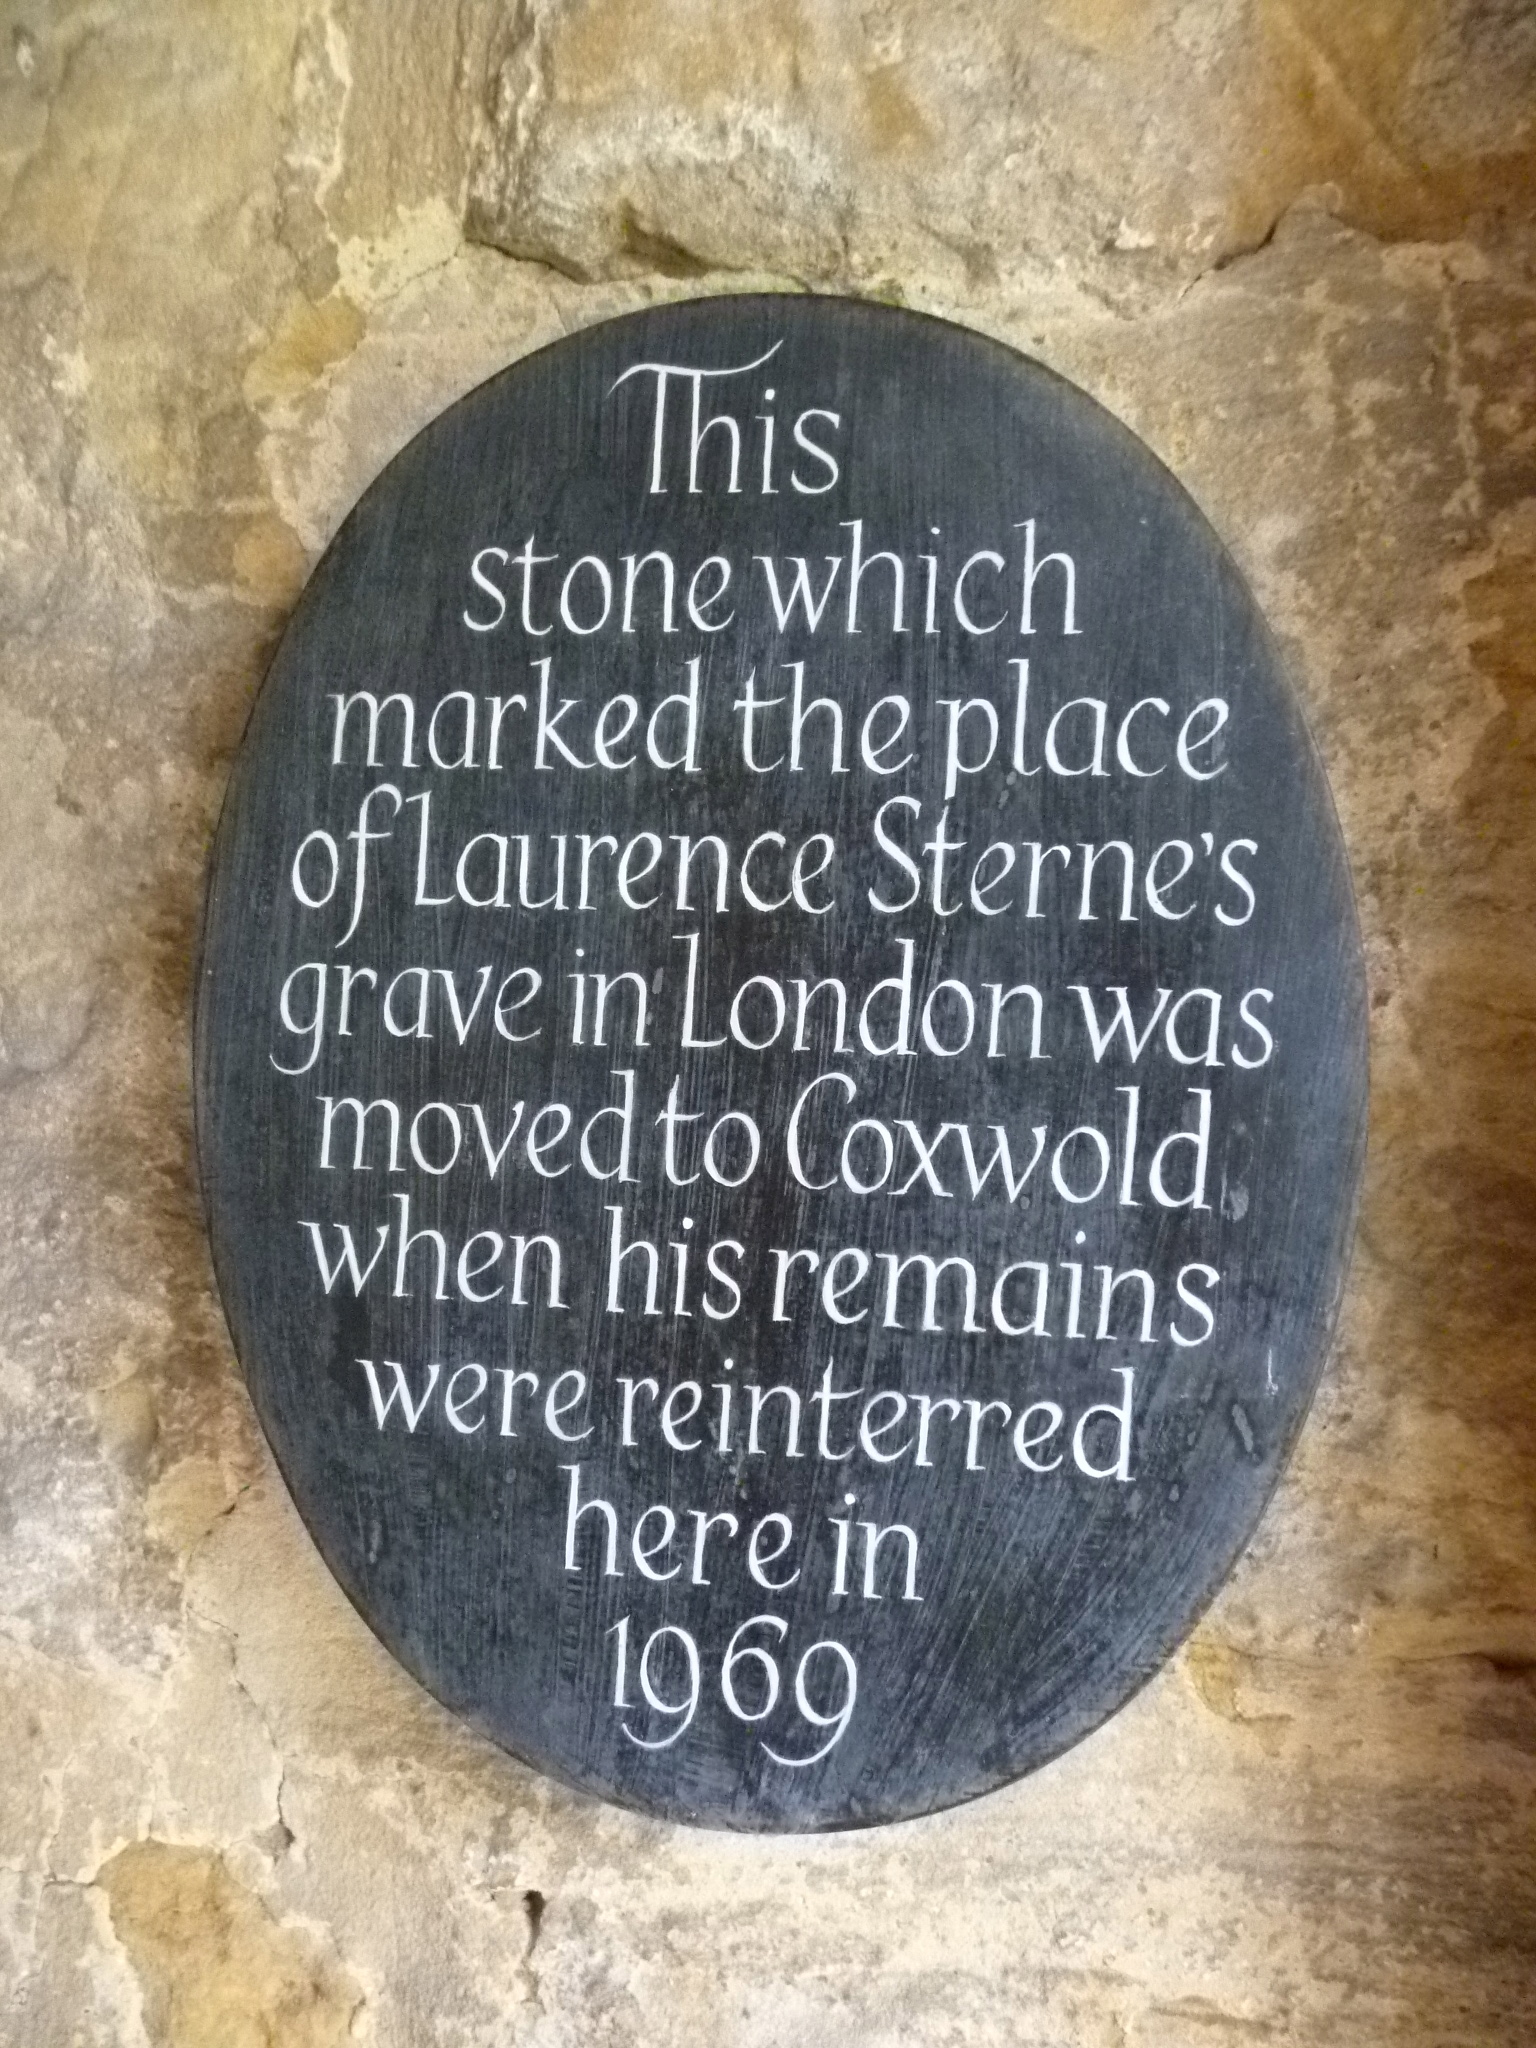 This
stone which
marked the place
of Laurence Sterne's
grave in London was
moved to Coxwold
when his remains
were reinterred
here in
1969